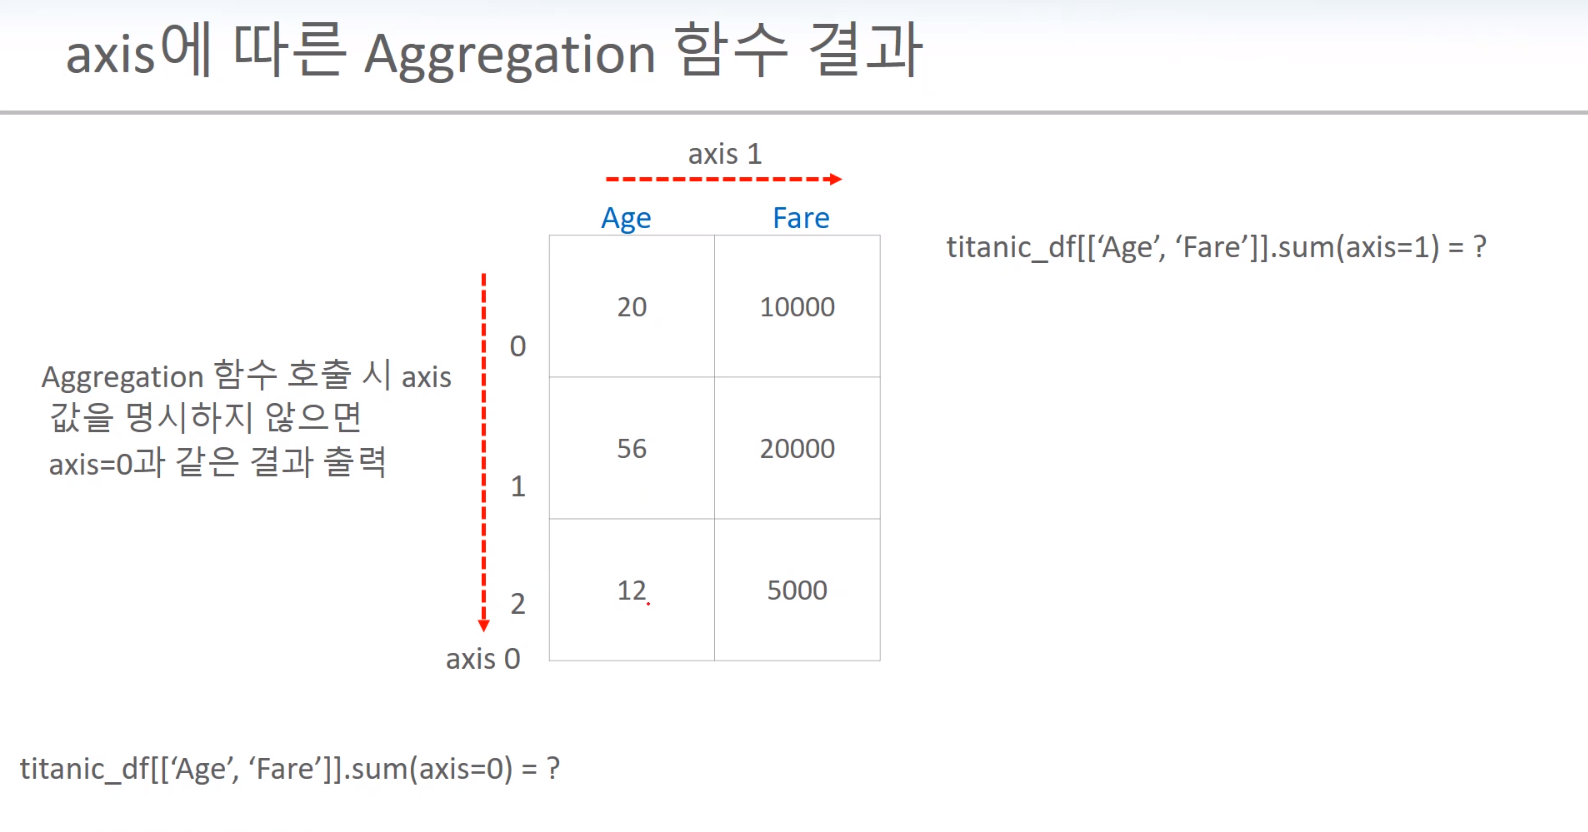 axis에 따른 Aggregation 함수 결과
axis 1
Age Fare
titanic_df[[‘Age’, ‘Fare’]].sum(axis=1) = ?
20 10000
0
Aggregation 함수 호출 시 axis
값을 명시하지 않으면
axis=0과 같은 결과 출력
56 20000
1
12 5000
2
axis 0
titanic_df[[‘Age’, ‘Fare’]].sum(axis=0) = ?